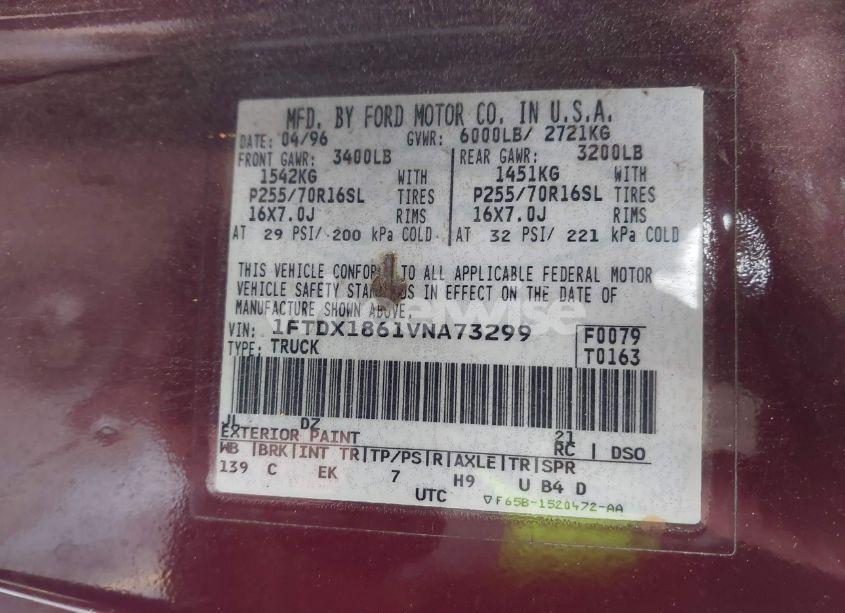 MFD. BY FORD MOTOR CO. IN U.S.A.
DATE: 04/96 GVWR: 6000LB/ 2721KG
FRONT GAWR: 3400LB REAR GAWR: 3200LB
1542KG WITH 1451KG WITH
P255/70R16SL TIRES P255/70R16SL TIRES
16X7.0J RIMS 16X7.0J RIMS
AT 29 PSI/ 200 kPa COLD AT 32 PSI/ 221 kPa COLD
THIS VEHICLE TO ALL APPLICABLE FEDERAL MOTOR
VEHICLE SAFETY IN EFFECT ON THE DATE OF
MANUFACTURE SHOWN ABOVE.
VIN: 1FTDX1861VNA73299 F0079
TYPE: TRUCK T0163
JL DZ 21
EXTERIOR PAINT RC DSO
WB |BRK|INT TR|TP/PS|R|AXLE|TR|SPR
139 C EK 7 H9 U B4 D
UTC ▽F65B-1520472-AA